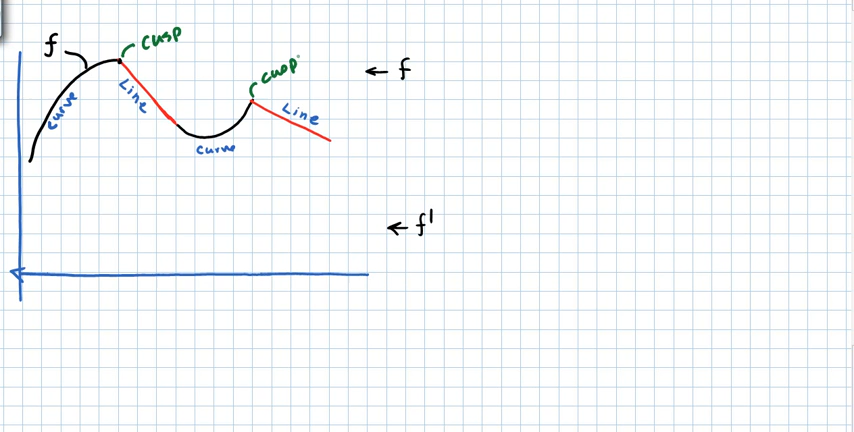 f
cusp
cusp
← f
Line
curve
Line
curve
← f'